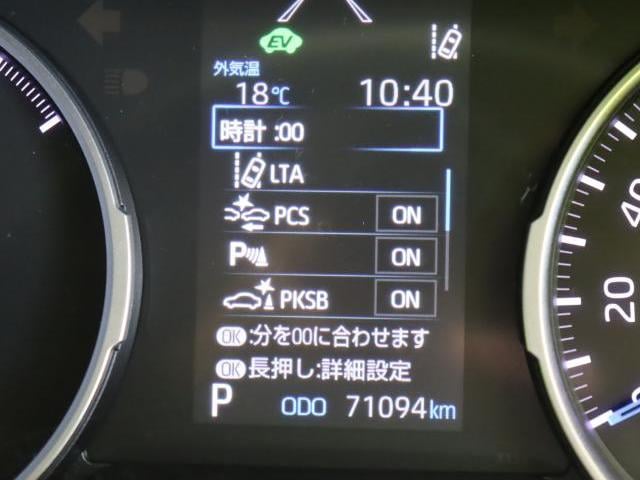 EV
外気温
18℃ 10:40
時計 :00
LTA
PCS ON
P ON
PKSB ON
OK:分を00に合わせます
OK長押し:詳細設定
P ODO 71094km
40
20